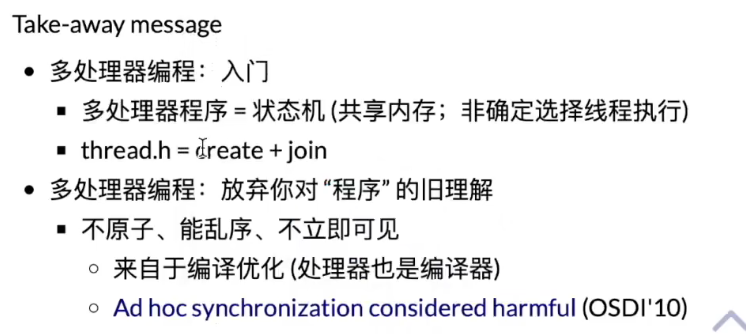 Take-away message
多处理器编程：入门
多处理器程序 = 状态机 (共享内存；非确定选择线程执行)
thread.h = create + join
多处理器编程：放弃你对 “程序” 的旧理解
不原子、能乱序、不立即可见
来自于编译优化 (处理器也是编译器)
Ad hoc synchronization considered harmful (OSDI'10)